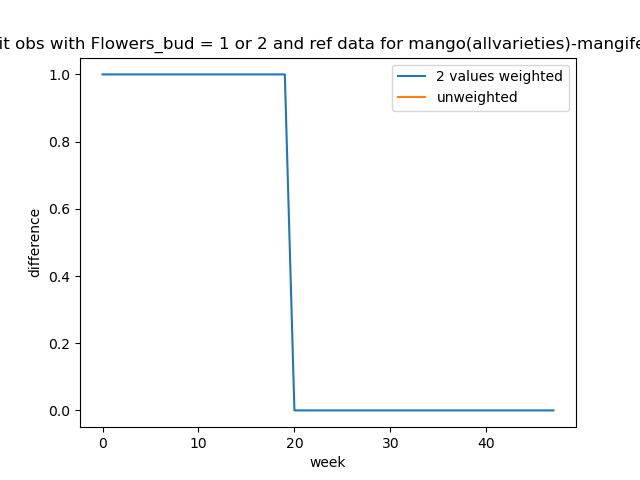 it obs with Flowers_bud = 1 or 2 and ref data for mango(allvarieties)-mangife
2 values weighted
unweighted
1.0
0.8
0.6
0.4
0.2
0.0
difference
0 10 20 30 40
week